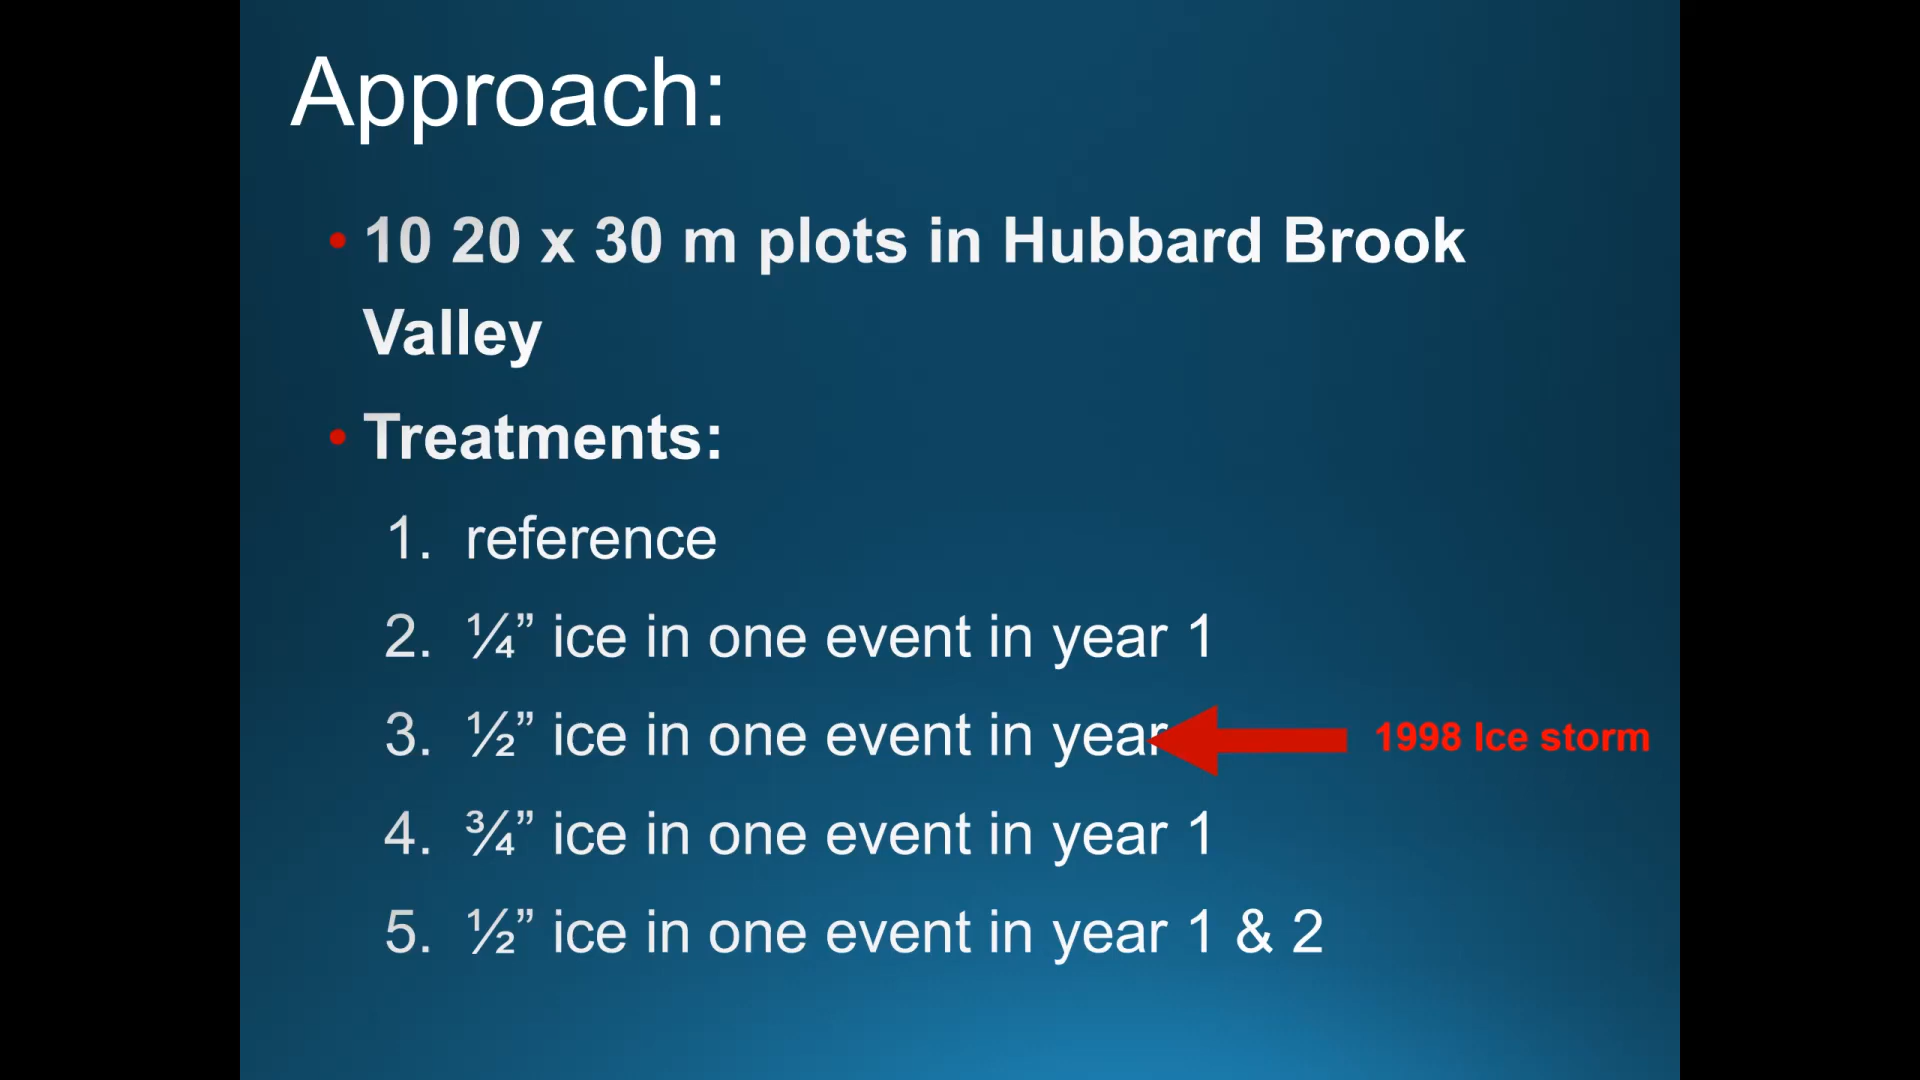 Approach:
• 10 20 x 30 m plots in Hubbard Brook
Valley
• Treatments:
1. reference
2. ¼” ice in one event in year 1
3. ½” ice in one event in year
1998 Ice storm
4. ¾” ice in one event in year 1
5. ½” ice in one event in year 1 & 2